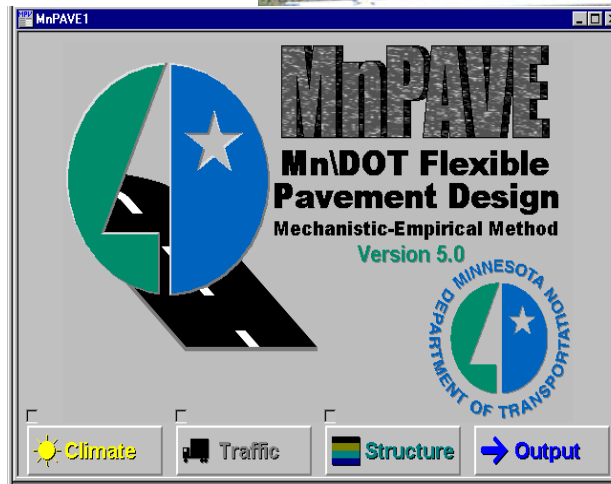 MPV MnPAVE1
MnPAVE
Mn\DOT Flexible
Pavement Design
Mechanistic-Empirical Method
Version 5.0
MINNESOTA DEPARTMENT OF TRANSPORTATION
Climate
Traffic
Structure
Output